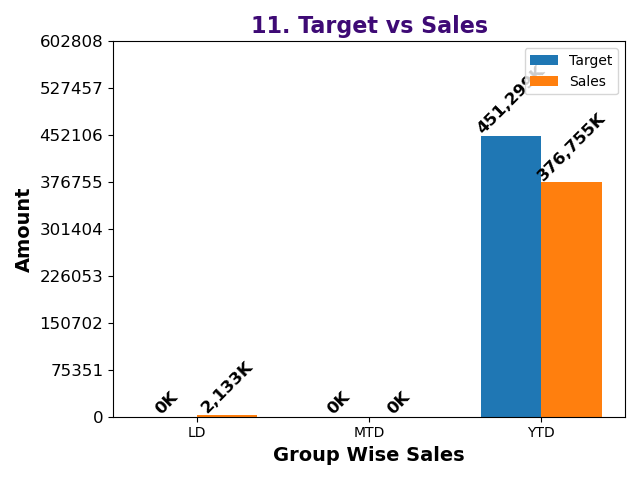 11. Target vs Sales
602808
527457
452106
376755
301404
226053
150702
75351
0
Amount
Target
Sales
376,755K
0K
2,133K
0K
0K
LD
MTD
YTD
Group Wise Sales